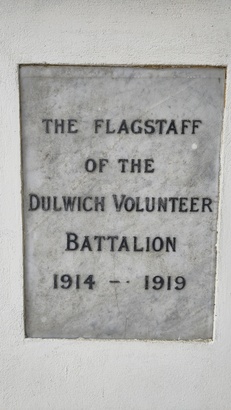 THE FLAGSTAFF
OF THE
DULWICH VOLUNTEER
BATTALION
1914 – 1919